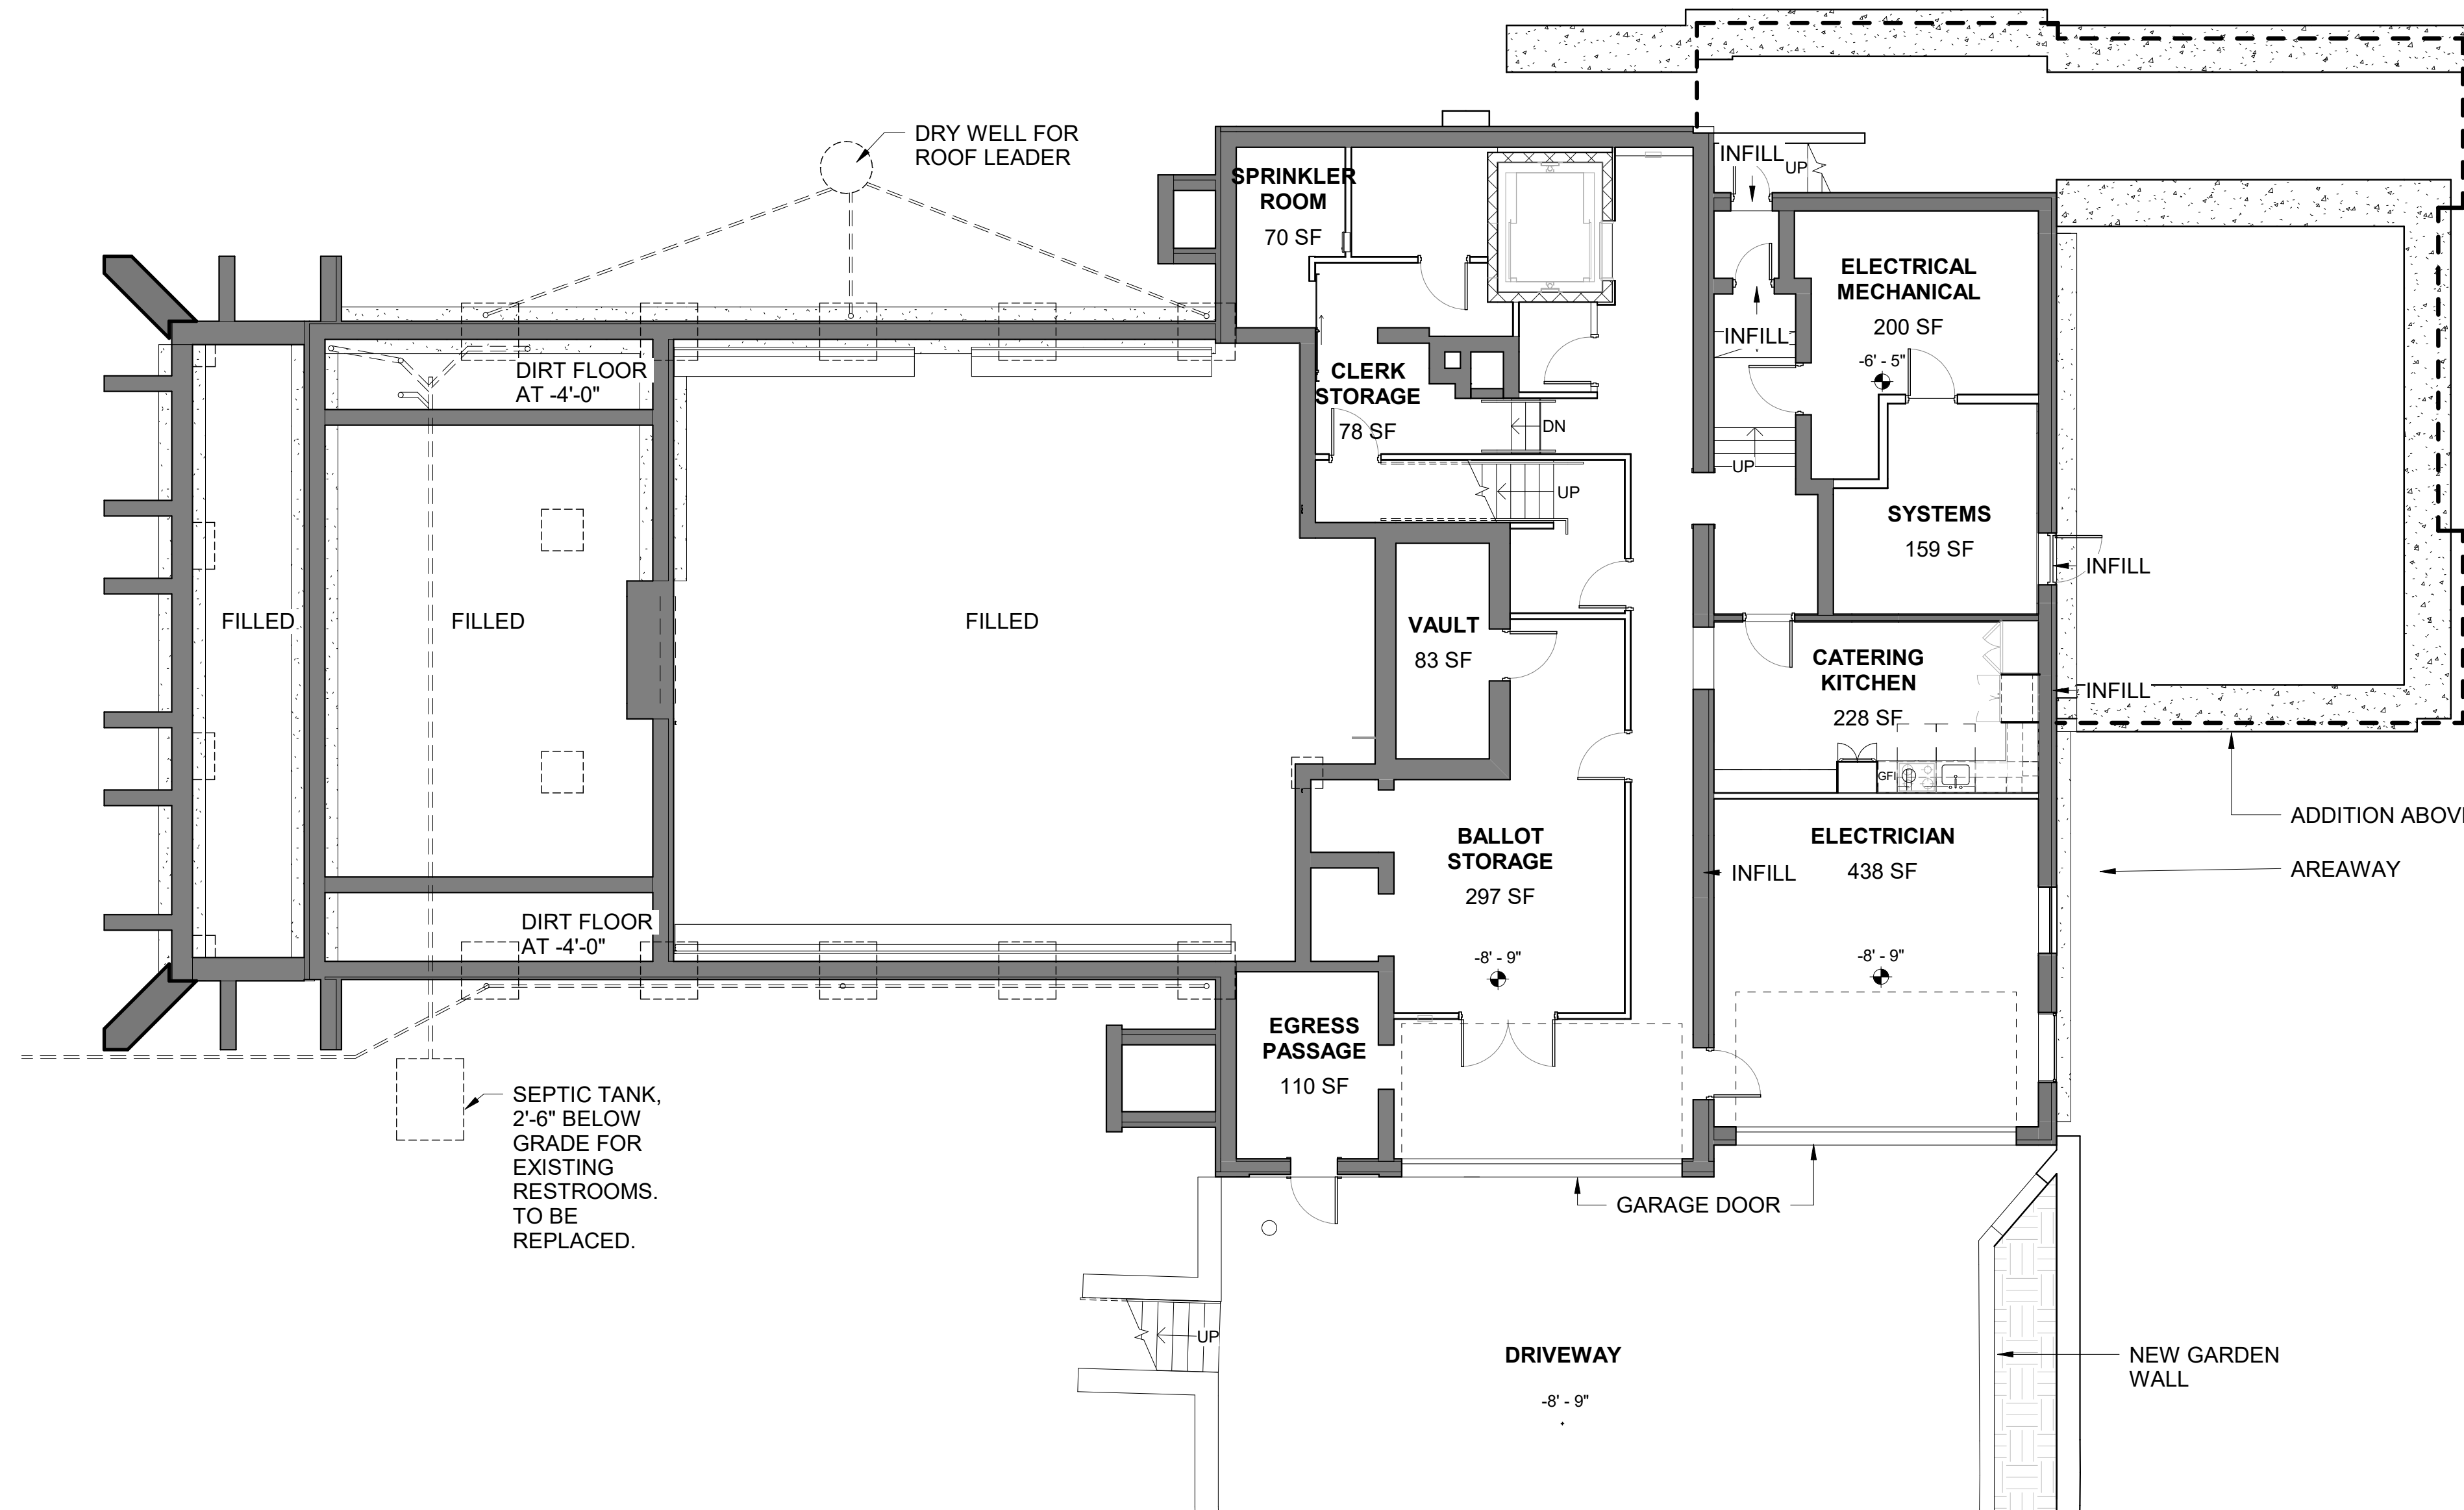 DRY WELL FOR
ROOF LEADER
SPRINKLER
ROOM
70 SF
INFILL
UP
ELECTRICAL
MECHANICAL
200 SF
-6' - 5"
INFILL
DIRT FLOOR
AT -4'-0"
CLERK
STORAGE
78 SF
DN
UP
UP
SYSTEMS
159 SF
INFILL
FILLED
FILLED
FILLED
VAULT
83 SF
CATERING
KITCHEN
228 SF
INFILL
GFI
ADDITION ABOV
BALLOT
STORAGE
297 SF
INFILL
ELECTRICIAN
438 SF
AREAWAY
DIRT FLOOR
AT -4'-0"
-8' - 9"
-8' - 9"
EGRESS
PASSAGE
110 SF
SEPTIC TANK,
2'-6" BELOW
GRADE FOR
EXISTING
RESTROOMS.
TO BE
REPLACED.
GARAGE DOOR
UP
DRIVEWAY
-8' - 9"
NEW GARDEN
WALL